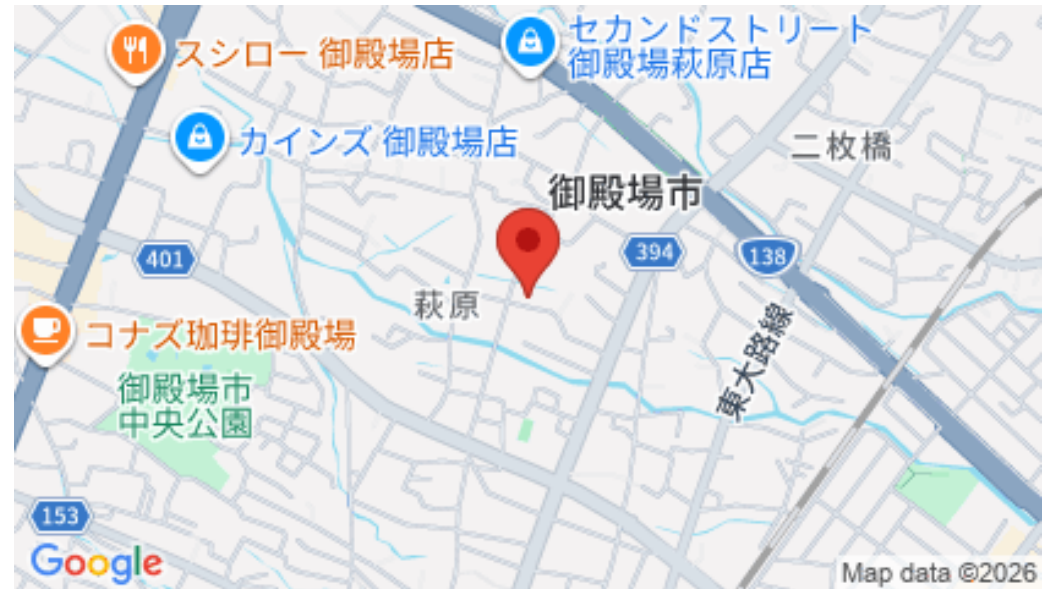 スシロー 御殿場店
セカンドストリート
御殿場萩原店
カインズ 御殿場店
二枚橋
御殿場市
401
394
138
萩原
コナズ珈琲御殿場
東大路線
御殿場市
中央公園
153
Google
Map data ©2026